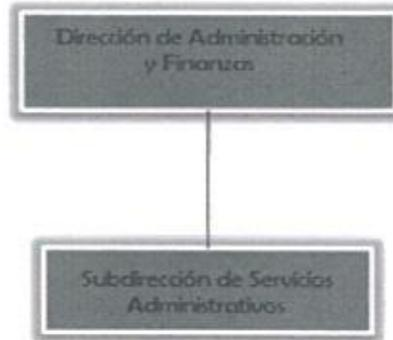 Dirección de Administración
y Finanzas
Subdirección de Servicios
Administrativos